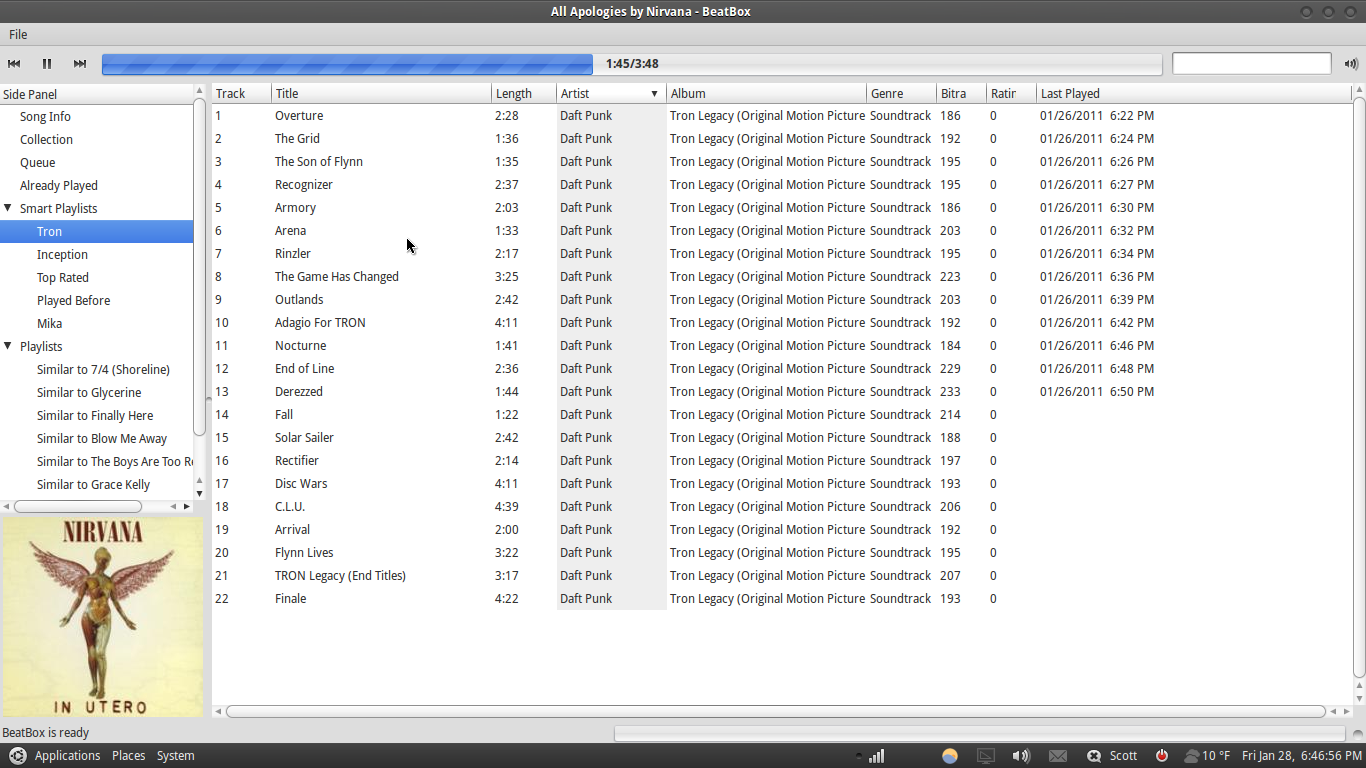 All Apologies by Nirvana - BeatBox
File
1:45/3:48
Side Panel
Song Info
Collection
Queue
Already Played
Smart Playlists
Tron
Inception
Top Rated
Played Before
Mika
Playlists
Similar to 7/4 (Shoreline)
Similar to Glycerine
Similar to Finally Here
Similar to Blow Me Away
Similar to The Boys Are Too Re
Similar to Grace Kelly
NIRVANA
IN UTERO
Track Title Length Artist Album Genre Bitra Ratir Last Played
1 Overture 2:28 Daft Punk Tron Legacy (Original Motion Picture Soundtrack 186 0 01/26/2011 6:22 PM
2 The Grid 1:36 Daft Punk Tron Legacy (Original Motion Picture Soundtrack 192 0 01/26/2011 6:24 PM
3 The Son of Flynn 1:35 Daft Punk Tron Legacy (Original Motion Picture Soundtrack 195 0 01/26/2011 6:26 PM
4 Recognizer 2:37 Daft Punk Tron Legacy (Original Motion Picture Soundtrack 195 0 01/26/2011 6:27 PM
5 Armory 2:03 Daft Punk Tron Legacy (Original Motion Picture Soundtrack 186 0 01/26/2011 6:30 PM
6 Arena 1:33 Daft Punk Tron Legacy (Original Motion Picture Soundtrack 203 0 01/26/2011 6:32 PM
7 Rinzler 2:17 Daft Punk Tron Legacy (Original Motion Picture Soundtrack 195 0 01/26/2011 6:34 PM
8 The Game Has Changed 3:25 Daft Punk Tron Legacy (Original Motion Picture Soundtrack 223 0 01/26/2011 6:36 PM
9 Outlands 2:42 Daft Punk Tron Legacy (Original Motion Picture Soundtrack 203 0 01/26/2011 6:39 PM
10 Adagio For TRON 4:11 Daft Punk Tron Legacy (Original Motion Picture Soundtrack 192 0 01/26/2011 6:42 PM
11 Nocturne 1:41 Daft Punk Tron Legacy (Original Motion Picture Soundtrack 184 0 01/26/2011 6:46 PM
12 End of Line 2:36 Daft Punk Tron Legacy (Original Motion Picture Soundtrack 229 0 01/26/2011 6:48 PM
13 Derezzed 1:44 Daft Punk Tron Legacy (Original Motion Picture Soundtrack 233 0 01/26/2011 6:50 PM
14 Fall 1:22 Daft Punk Tron Legacy (Original Motion Picture Soundtrack 214 0
15 Solar Sailer 2:42 Daft Punk Tron Legacy (Original Motion Picture Soundtrack 188 0
16 Rectifier 2:14 Daft Punk Tron Legacy (Original Motion Picture Soundtrack 197 0
17 Disc Wars 4:11 Daft Punk Tron Legacy (Original Motion Picture Soundtrack 193 0
18 C.L.U. 4:39 Daft Punk Tron Legacy (Original Motion Picture Soundtrack 206 0
19 Arrival 2:00 Daft Punk Tron Legacy (Original Motion Picture Soundtrack 192 0
20 Flynn Lives 3:22 Daft Punk Tron Legacy (Original Motion Picture Soundtrack 195 0
21 TRON Legacy (End Titles) 3:17 Daft Punk Tron Legacy (Original Motion Picture Soundtrack 207 0
22 Finale 4:22 Daft Punk Tron Legacy (Original Motion Picture Soundtrack 193 0
BeatBox is ready
Applications Places System Scott 10 °F Fri Jan 28, 6:46:56 PM